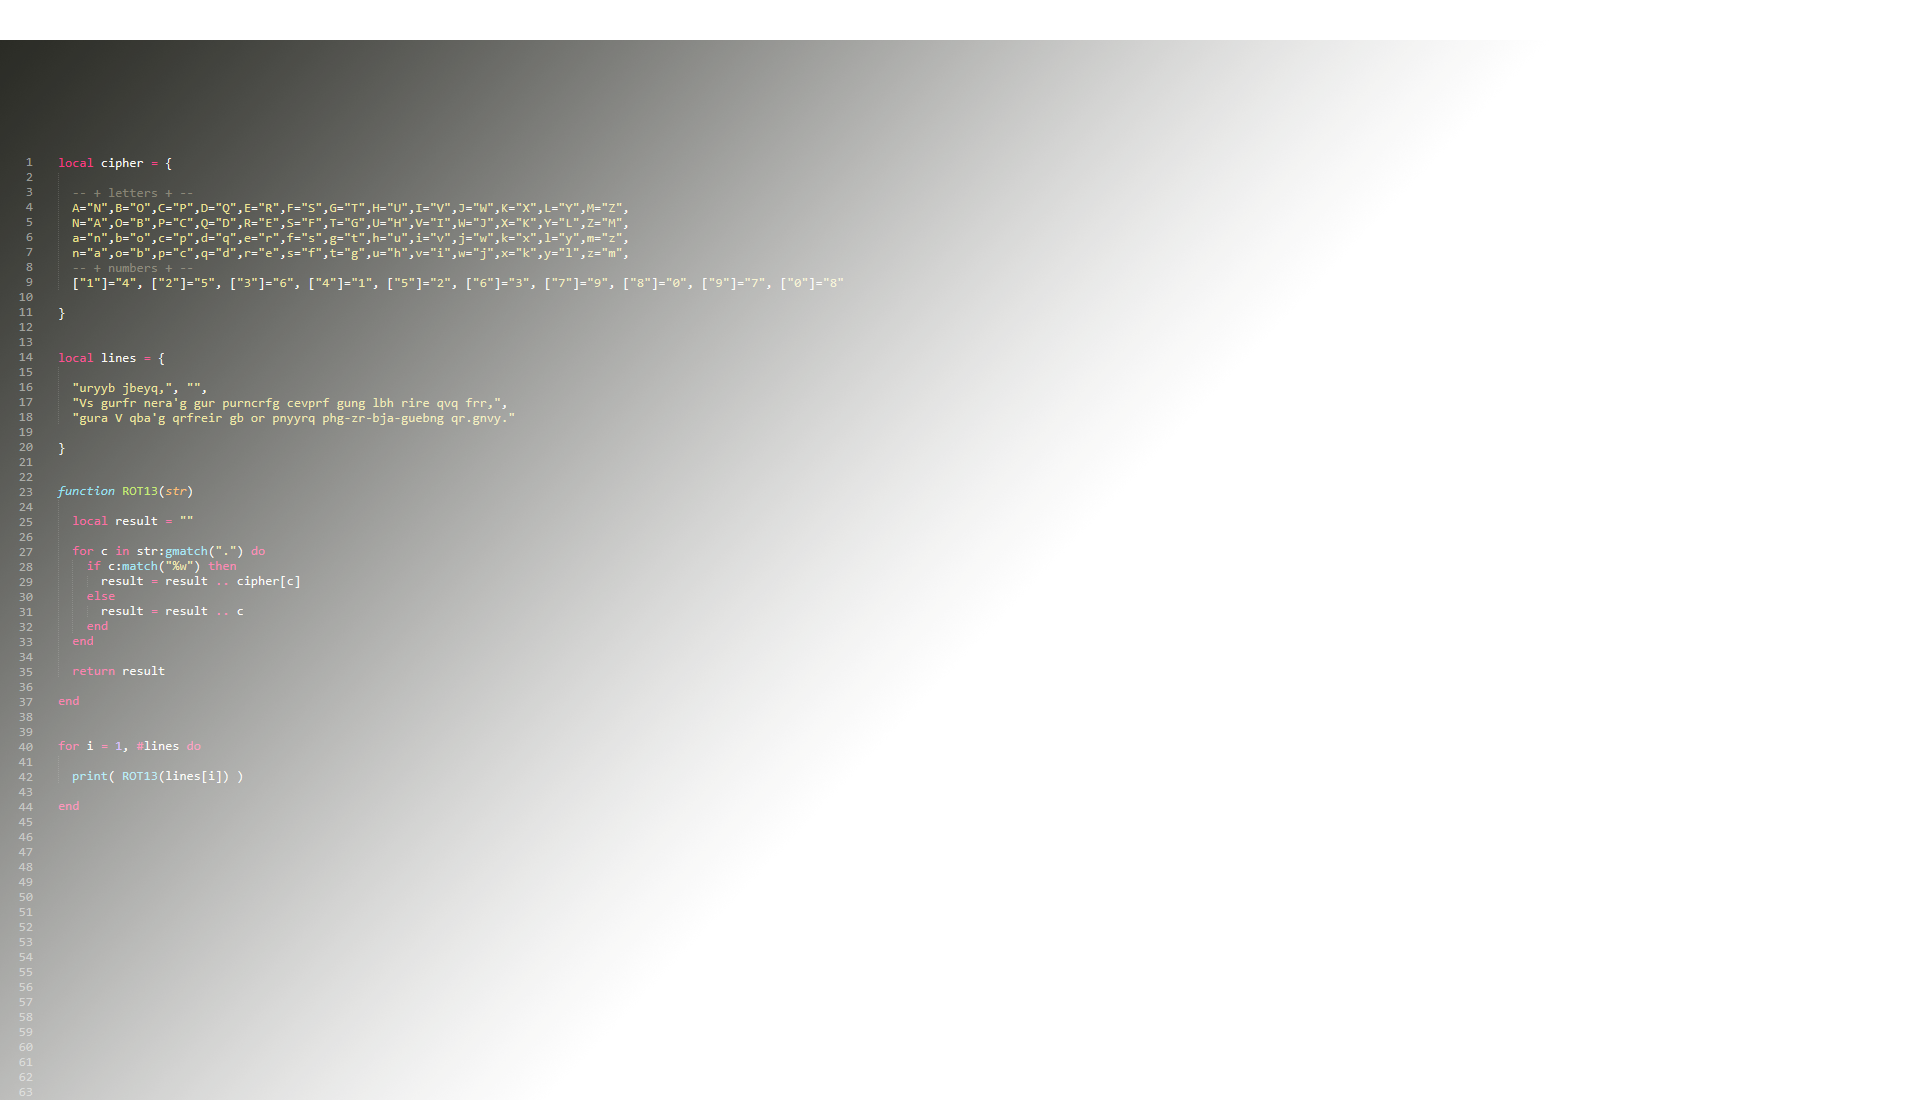 1 local cipher = {
2
3 -- + letters + --
4 A="N",B="O",C="P",D="Q",E="R",F="S",G="T",H="U",I="V",J="W",K="X",L="Y",M="Z",
5 N="A",O="B",P="C",Q="D",R="E",S="F",T="G",U="H",V="I",W="J",X="K",Y="L",Z="M",
6 a="n",b="o",c="p",d="q",e="r",f="s",g="t",h="u",i="v",j="w",k="x",l="y",m="z",
7 n="a",o="b",p="c",q="d",r="e",s="f",t="g",u="h",v="i",w="j",x="k",y="l",z="m",
8 -- + numbers + --
9 ["1"]="4", ["2"]="5", ["3"]="6", ["4"]="1", ["5"]="2", ["6"]="3", ["7"]="9", ["8"]="0", ["9"]="7", ["0"]="8"
10
11 }
12
13
14 local lines = {
15
16 "uryyb jbeyq,", "",
17 "Vs gurfr nera'g gur purncrfg cevprf gung lbh rire qvq frr,",
18 "gura V qba'g qrfreir gb or pnyyrq phg-zr-bja-guebng qr.gnvy."
19
20 }
21
22
23 function ROT13(str)
24
25 local result = ""
26
27 for c in str:gmatch(".") do
28 if c:match("%w") then
29 result = result .. cipher[c]
30 else
31 result = result .. c
32 end
33 end
34
35 return result
36
37 end
38
39
40 for i = 1, #lines do
41
42 print( ROT13(lines[i]) )
43
44 end
45
46
47
48
49
50
51
52
53
54
55
56
57
58
59
60
61
62
63